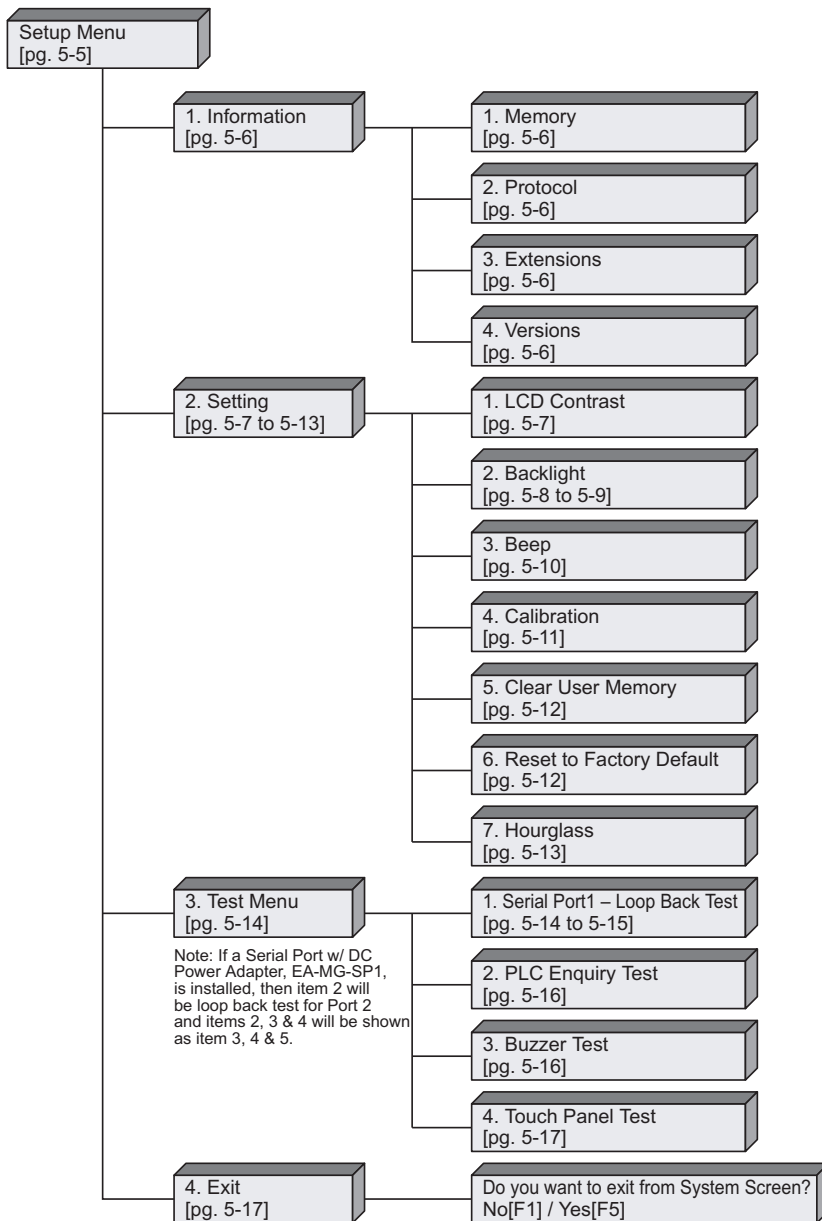 Setup Menu
[pg. 5-5]
1. Information
[pg. 5-6]
1. Memory
[pg. 5-6]
2. Protocol
[pg. 5-6]
3. Extensions
[pg. 5-6]
4. Versions
[pg. 5-6]
2. Setting
[pg. 5-7 to 5-13]
1. LCD Contrast
[pg. 5-7]
2. Backlight
[pg. 5-8 to 5-9]
3. Beep
[pg. 5-10]
4. Calibration
[pg. 5-11]
5. Clear User Memory
[pg. 5-12]
6. Reset to Factory Default
[pg. 5-12]
7. Hourglass
[pg. 5-13]
3. Test Menu
[pg. 5-14]
Note: If a Serial Port w/ DC
Power Adapter, EA-MG-SP1,
is installed, then item 2 will
be loop back test for Port 2
and items 2, 3 & 4 will be shown
as item 3, 4 & 5.
1. Serial Port1 – Loop Back Test
[pg. 5-14 to 5-15]
2. PLC Enquiry Test
[pg. 5-16]
3. Buzzer Test
[pg. 5-16]
4. Touch Panel Test
[pg. 5-17]
4. Exit
[pg. 5-17]
Do you want to exit from System Screen?
No[F1] / Yes[F5]